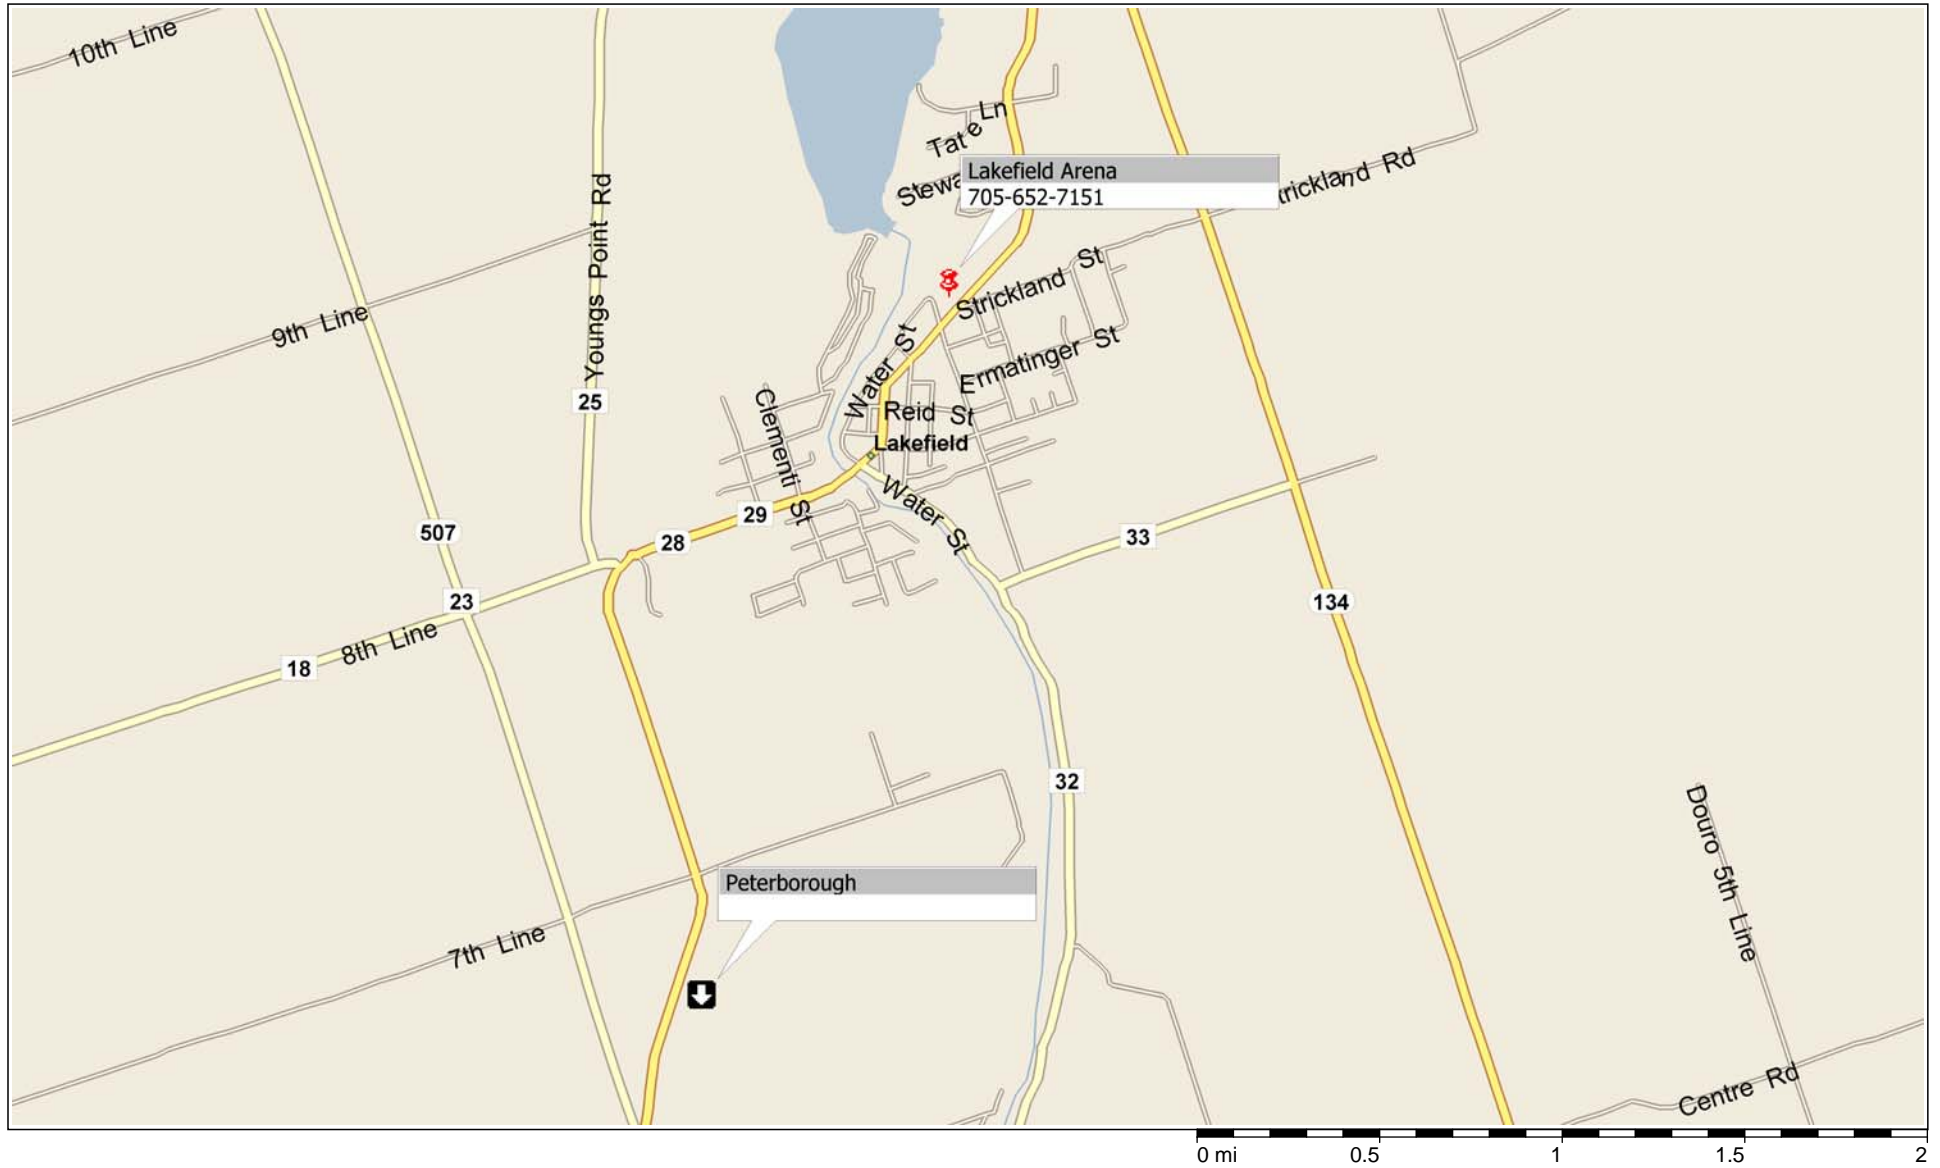 10th Line
Tate Ln
Lakefield Arena
705-652-7151
Strickland Rd
Youngs Point Rd
Strickland St
9th Line
Water St
Ermatinger St
25
Clementi St
Reid St
Lakefield
Water St
29
507
28
33
23
134
8th Line
18
32
Douro 5th Line
Peterborough
7th Line
Centre Rd
0 mi 0.5 1 1.5 2